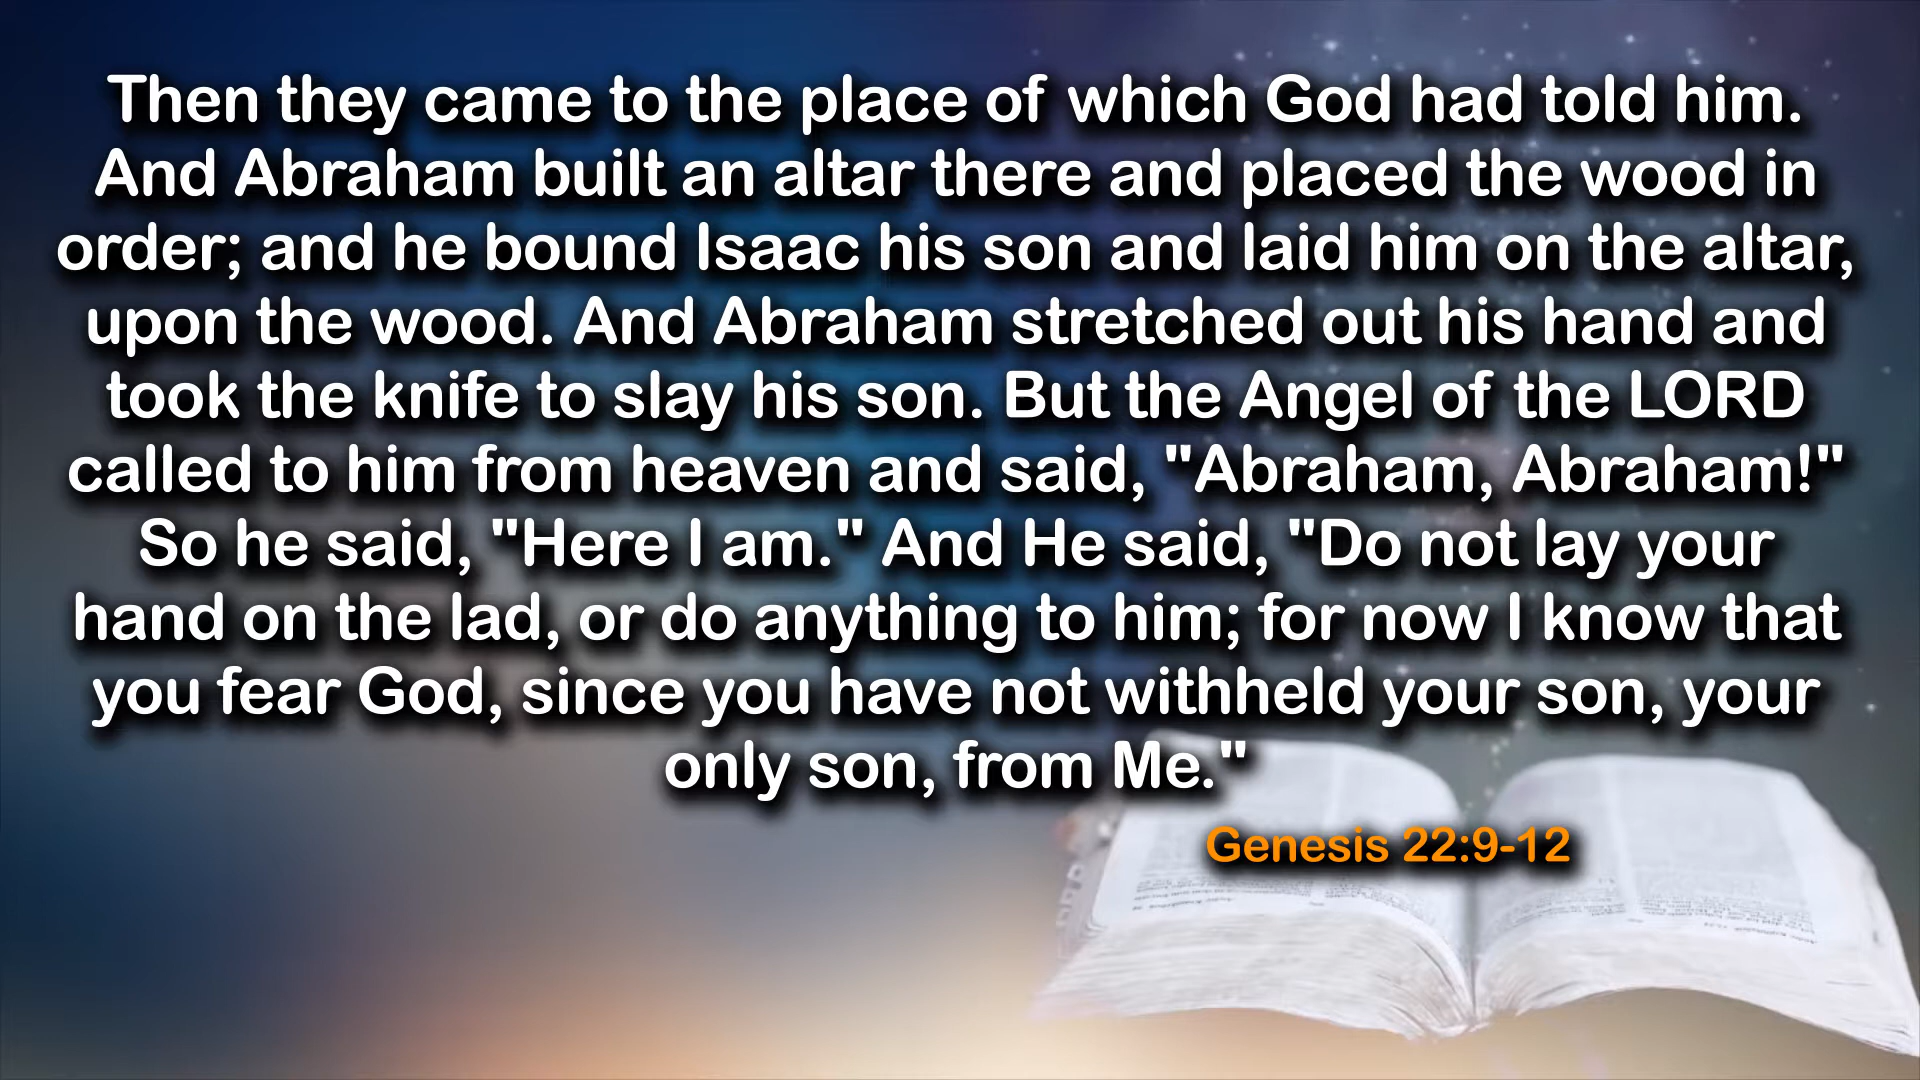 Then they came to the place of which God had told him.
And Abraham built an altar there and placed the wood in
order; and he bound Isaac his son and laid him on the altar,
upon the wood. And Abraham stretched out his hand and
took the knife to slay his son. But the Angel of the LORD
called to him from heaven and said, "Abraham, Abraham!"
So he said, "Here I am." And He said, "Do not lay your
hand on the lad, or do anything to him; for now I know that
you fear God, since you have not withheld your son, your
only son, from Me."
Genesis 22:9-12